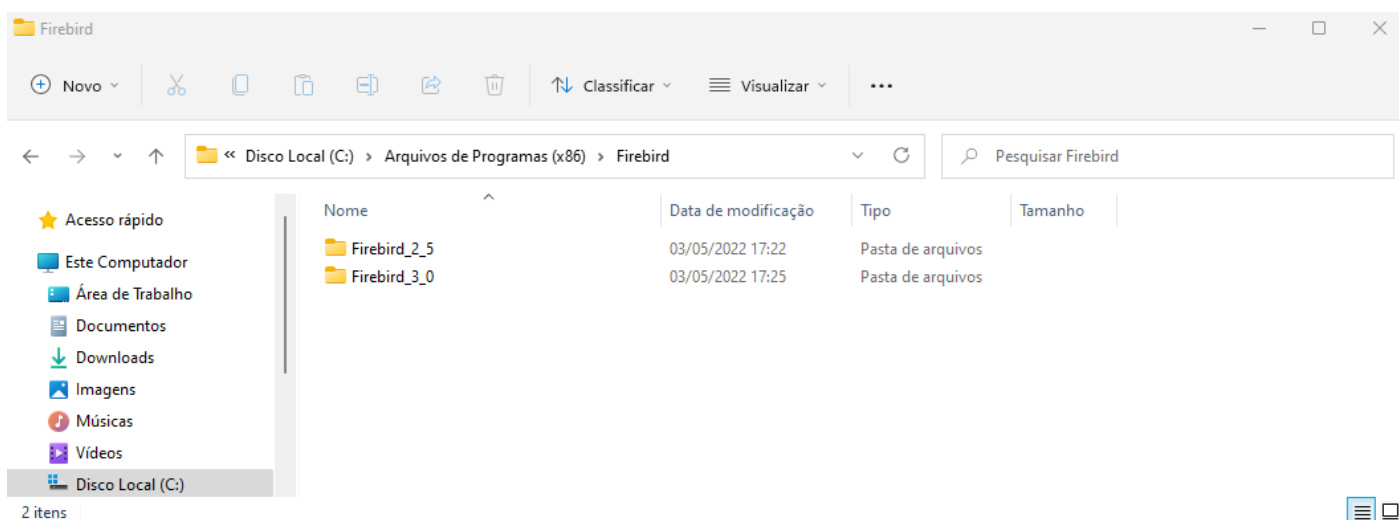 Firebird
Novo Classificar Visualizar
« Disco Local (C:) > Arquivos de Programas (x86) > Firebird Pesquisar Firebird
Acesso rápido
Este Computador
Área de Trabalho
Documentos
Downloads
Imagens
Músicas
Vídeos
Disco Local (C:)
Nome Data de modificação Tipo Tamanho
Firebird_2_5 03/05/2022 17:22 Pasta de arquivos
Firebird_3_0 03/05/2022 17:25 Pasta de arquivos
2 itens